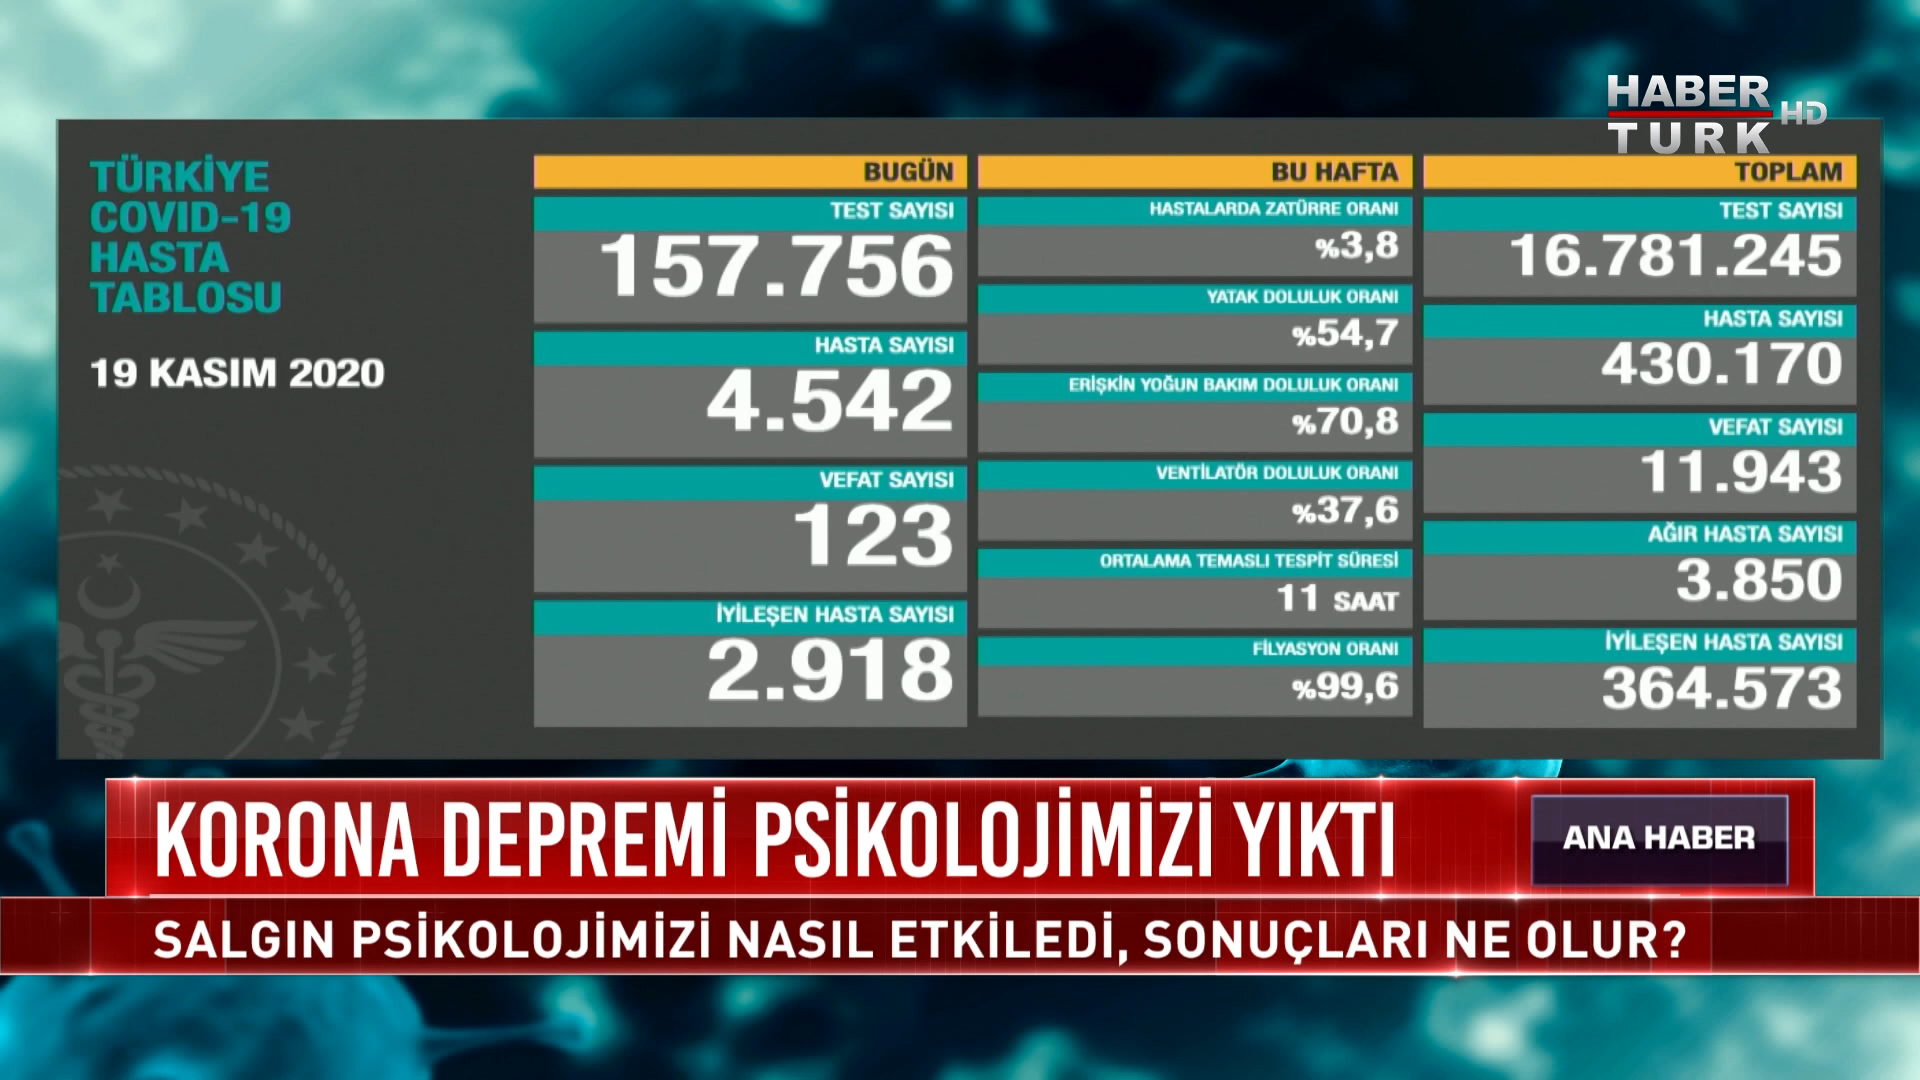 HABER
TURK HD
TÜRKİYE
COVID-19
HASTA
TABLOSU
19 KASIM 2020
BUGÜN
TEST SAYISI
157.756
HASTA SAYISI
4.542
VEFAT SAYISI
123
İYİLEŞEN HASTA SAYISI
2.918
BU HAFTA
HASTALARDA ZATÜRRE ORANI
%3,8
YATAK DOLULUK ORANI
%54,7
ERİŞKİN YOĞUN BAKIM DOLULUK ORANI
%70,8
VENTİLATÖR DOLULUK ORANI
%37,6
ORTALAMA TEMASLI TESPİT SÜRESİ
11 SAAT
FİLYASYON ORANI
%99,6
TOPLAM
TEST SAYISI
16.781.245
HASTA SAYISI
430.170
VEFAT SAYISI
11.943
AĞIR HASTA SAYISI
3.850
İYİLEŞEN HASTA SAYISI
364.573
KORONA DEPREMİ PSİKOLOJİMİZİ YIKTI
ANA HABER
SALGIN PSİKOLOJİMİZİ NASIL ETKİLEDİ, SONUÇLARI NE OLUR?